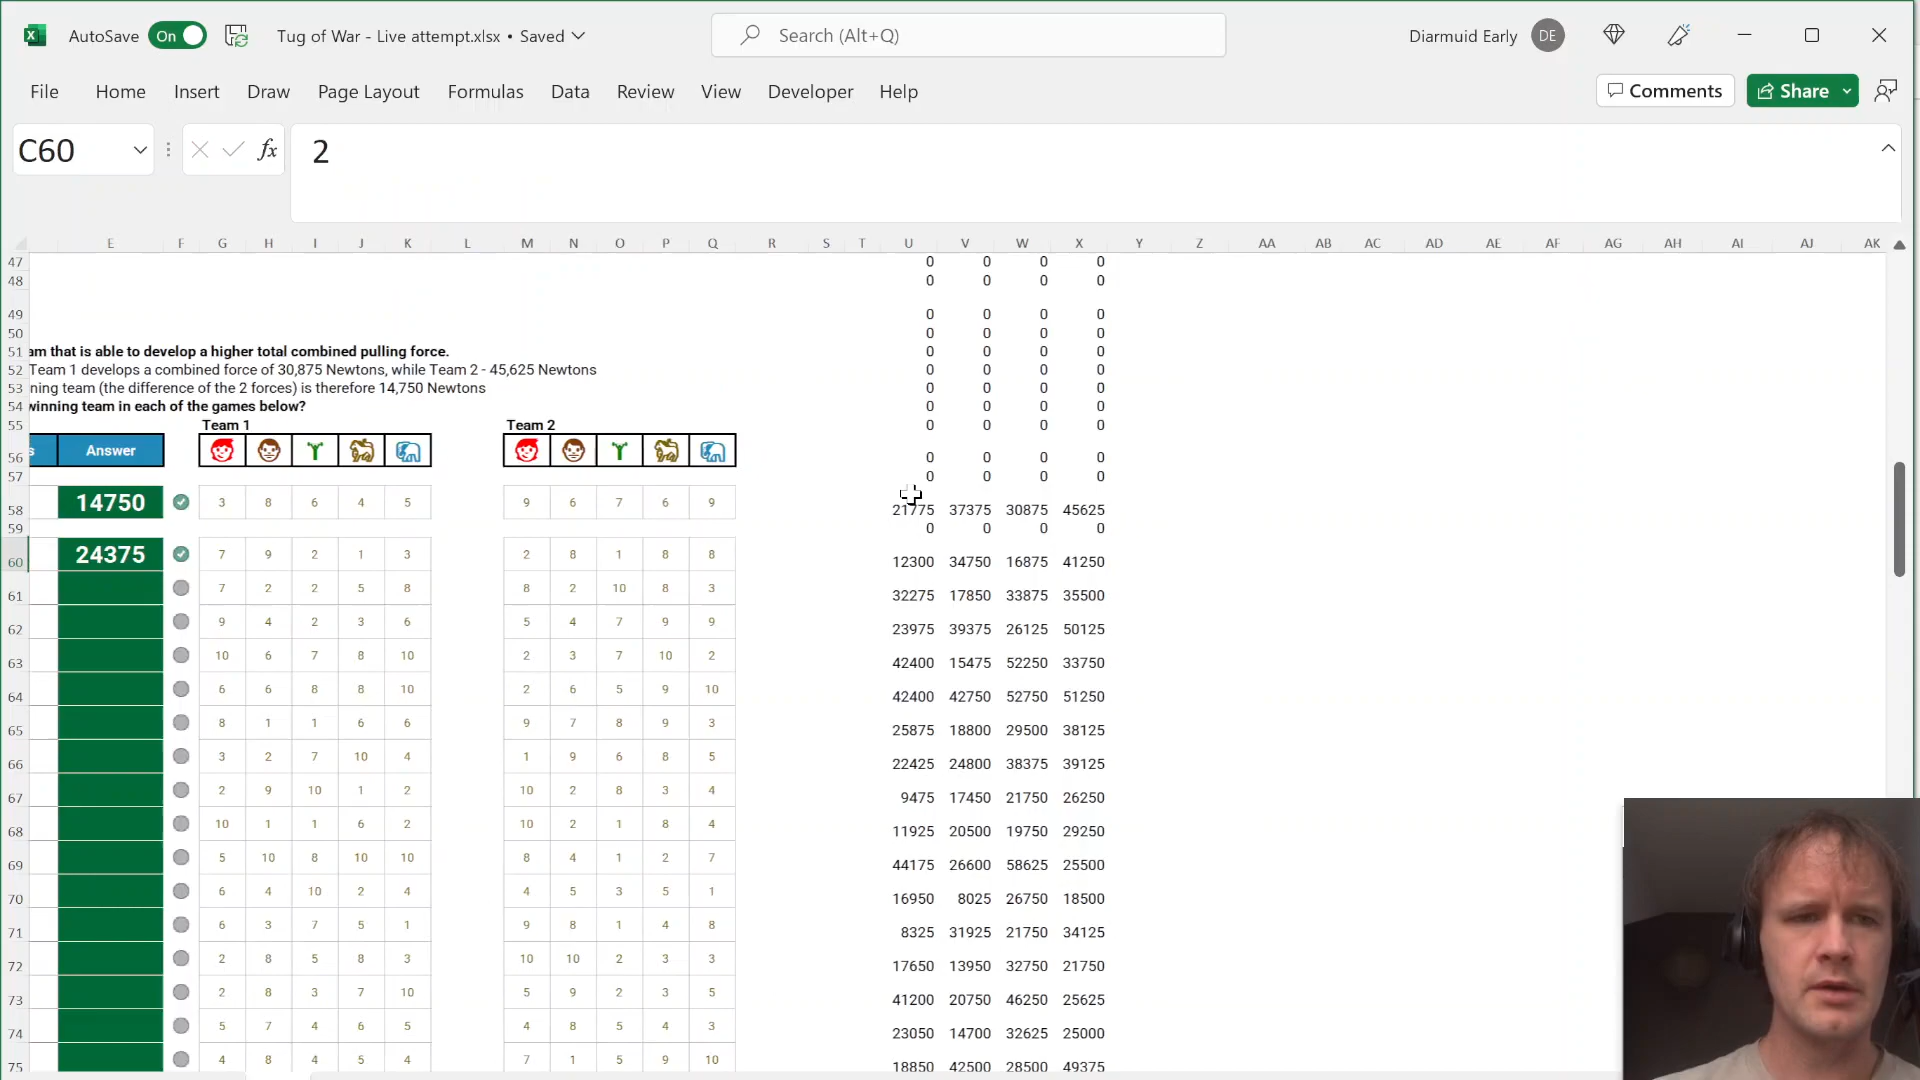 AutoSave On Tug of War - Live attempt.xlsx • Saved Search (Alt+Q) Diarmuid Early DE
File Home Insert Draw Page Layout Formulas Data Review View Developer Help Comments Share
C60 fx 2
E F G H I J K L M N O P Q R S T U V W X Y Z AA AB AC AD AE AF AG AH AI AJ AK
47 0 0 0 0
48 0 0 0 0
49 0 0 0 0
50 0 0 0 0
51 am that is able to develop a higher total combined pulling force. 0 0 0 0
52 Team 1 develops a combined force of 30,875 Newtons, while Team 2 - 45,625 Newtons 0 0 0 0
53 ning team (the difference of the 2 forces) is therefore 14,750 Newtons 0 0 0 0
54 winning team in each of the games below? 0 0 0 0
55 Team 1 Team 2 0 0 0 0
56 s Answer 0 0 0 0
57 0 0 0 0
58 14750 3 8 6 4 5 9 6 7 6 9 21775 37375 30875 45625
59 0 0 0 0
60 24375 7 9 2 1 3 2 8 1 8 8 12300 34750 16875 41250
61 7 2 2 5 8 8 2 10 8 3 32275 17850 33875 35500
62 9 4 2 3 6 5 4 7 9 9 23975 39375 26125 50125
63 10 6 7 8 10 2 3 7 10 2 42400 15475 52250 33750
64 6 6 8 8 10 2 6 5 9 10 42400 42750 52750 51250
65 8 1 1 6 6 9 7 8 9 3 25875 18800 29500 38125
66 3 2 7 10 4 1 9 6 8 5 22425 24800 38375 39125
67 2 9 10 1 2 10 2 8 3 4 9475 17450 21750 26250
68 10 1 1 6 2 10 2 1 8 4 11925 20500 19750 29250
69 5 10 8 10 10 8 4 1 2 7 44175 26600 58625 25500
70 6 4 10 2 4 4 5 3 5 1 16950 8025 26750 18500
71 6 3 7 5 1 9 8 1 4 8 8325 31925 21750 34125
72 2 8 5 8 3 10 10 2 3 3 17650 13950 32750 21750
73 2 8 3 7 10 5 9 2 3 5 41200 20750 46250 25625
74 5 7 4 6 5 4 8 5 4 3 23050 14700 32625 25000
75 4 8 4 5 4 7 1 5 9 10 18850 42500 28500 49375